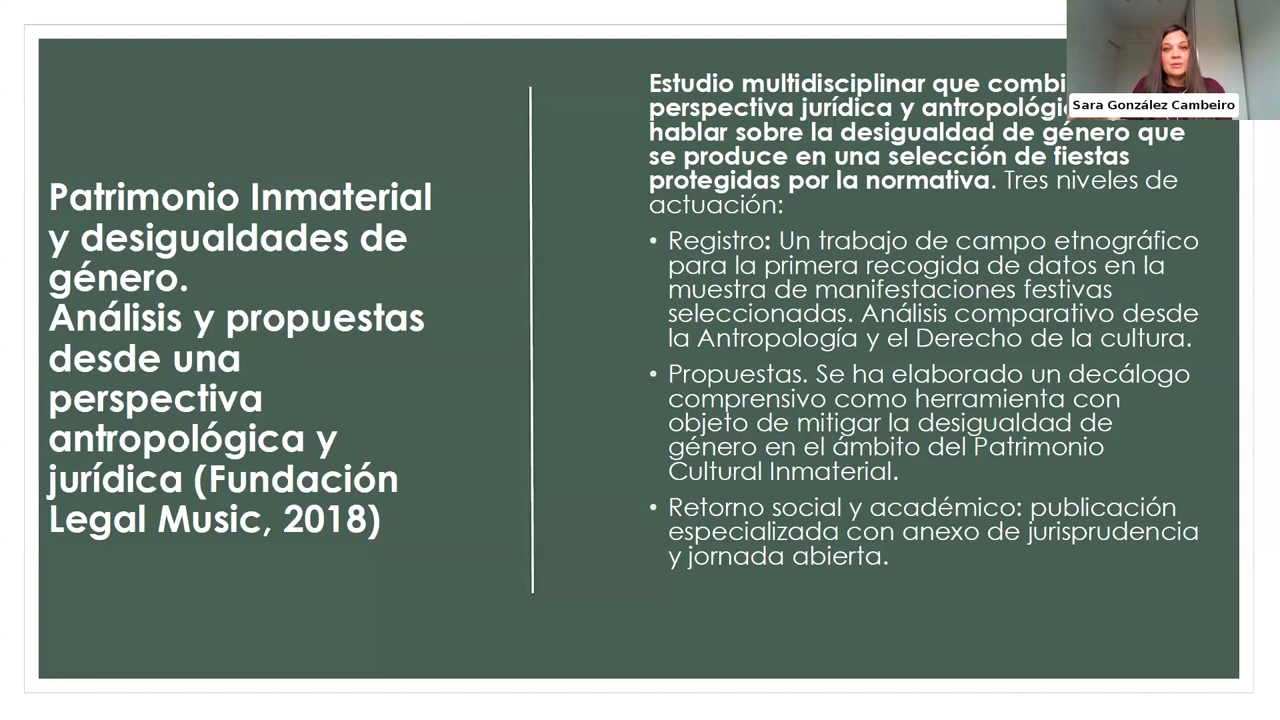 Patrimonio Inmaterial
y desigualdades de
género.
Análisis y propuestas
desde una
perspectiva
antropológica y
jurídica (Fundación
Legal Music, 2018)
Estudio multidisciplinar que
perspectiva jurídica y
hablar sobre la desigualdad de género que
se produce en una selección de fiestas
protegidas por la normativa. Tres niveles de
actuación:
• Registro: Un trabajo de campo etnográfico
para la primera recogida de datos en la
muestra de manifestaciones festivas
seleccionadas. Análisis comparativo desde
la Antropología y el Derecho de la cultura.
• Propuestas. Se ha elaborado un decálogo
comprensivo como herramienta con
objeto de mitigar la desigualdad de
género en el ámbito del Patrimonio
Cultural Inmaterial.
• Retorno social y académico: publicación
especializada con anexo de jurisprudencia
y jornada abierta.
Sara González Cambeiro